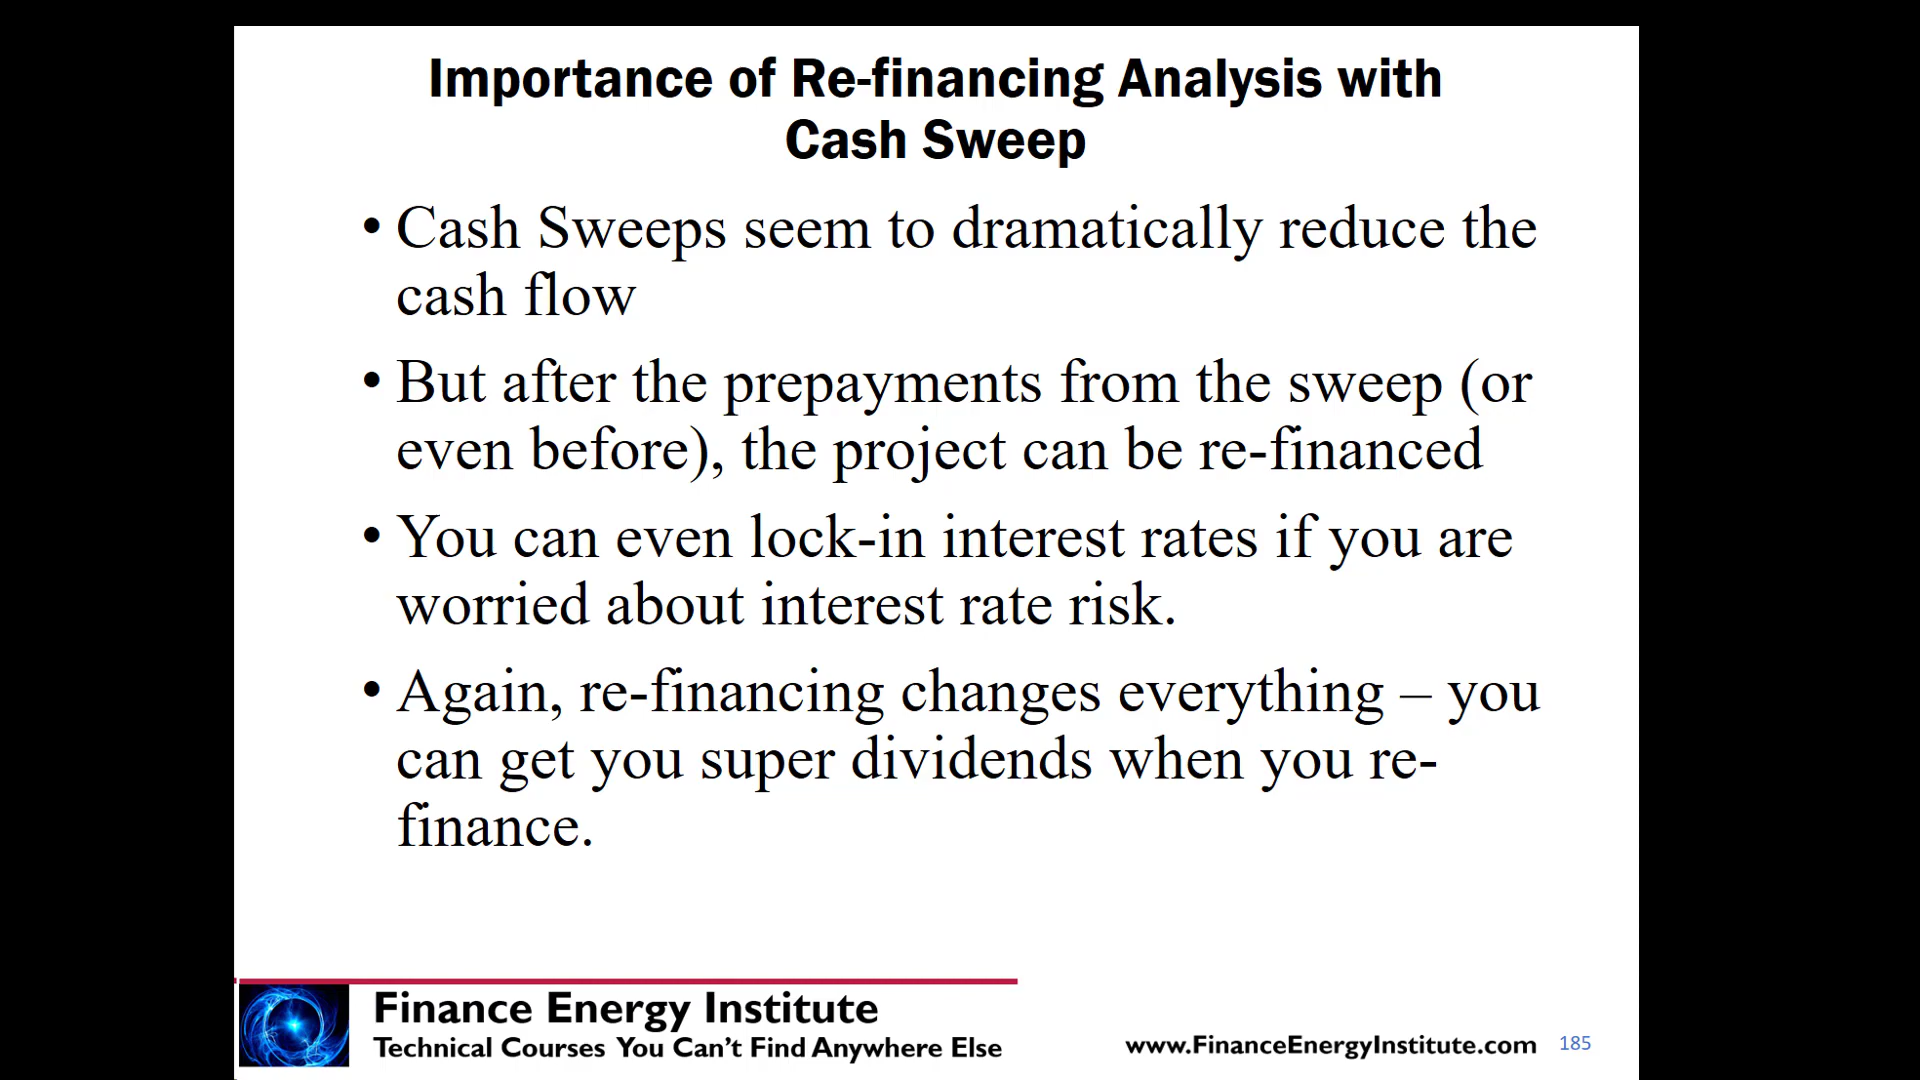 Importance of Re-financing Analysis with
Cash Sweep
• Cash Sweeps seem to dramatically reduce the
cash flow
• But after the prepayments from the sweep (or
even before), the project can be re-financed
• You can even lock-in interest rates if you are
worried about interest rate risk.
• Again, re-financing changes everything – you
can get you super dividends when you re-
finance.
Finance Energy Institute
Technical Courses You Can’t Find Anywhere Else
www.FinanceEnergyInstitute.com
185